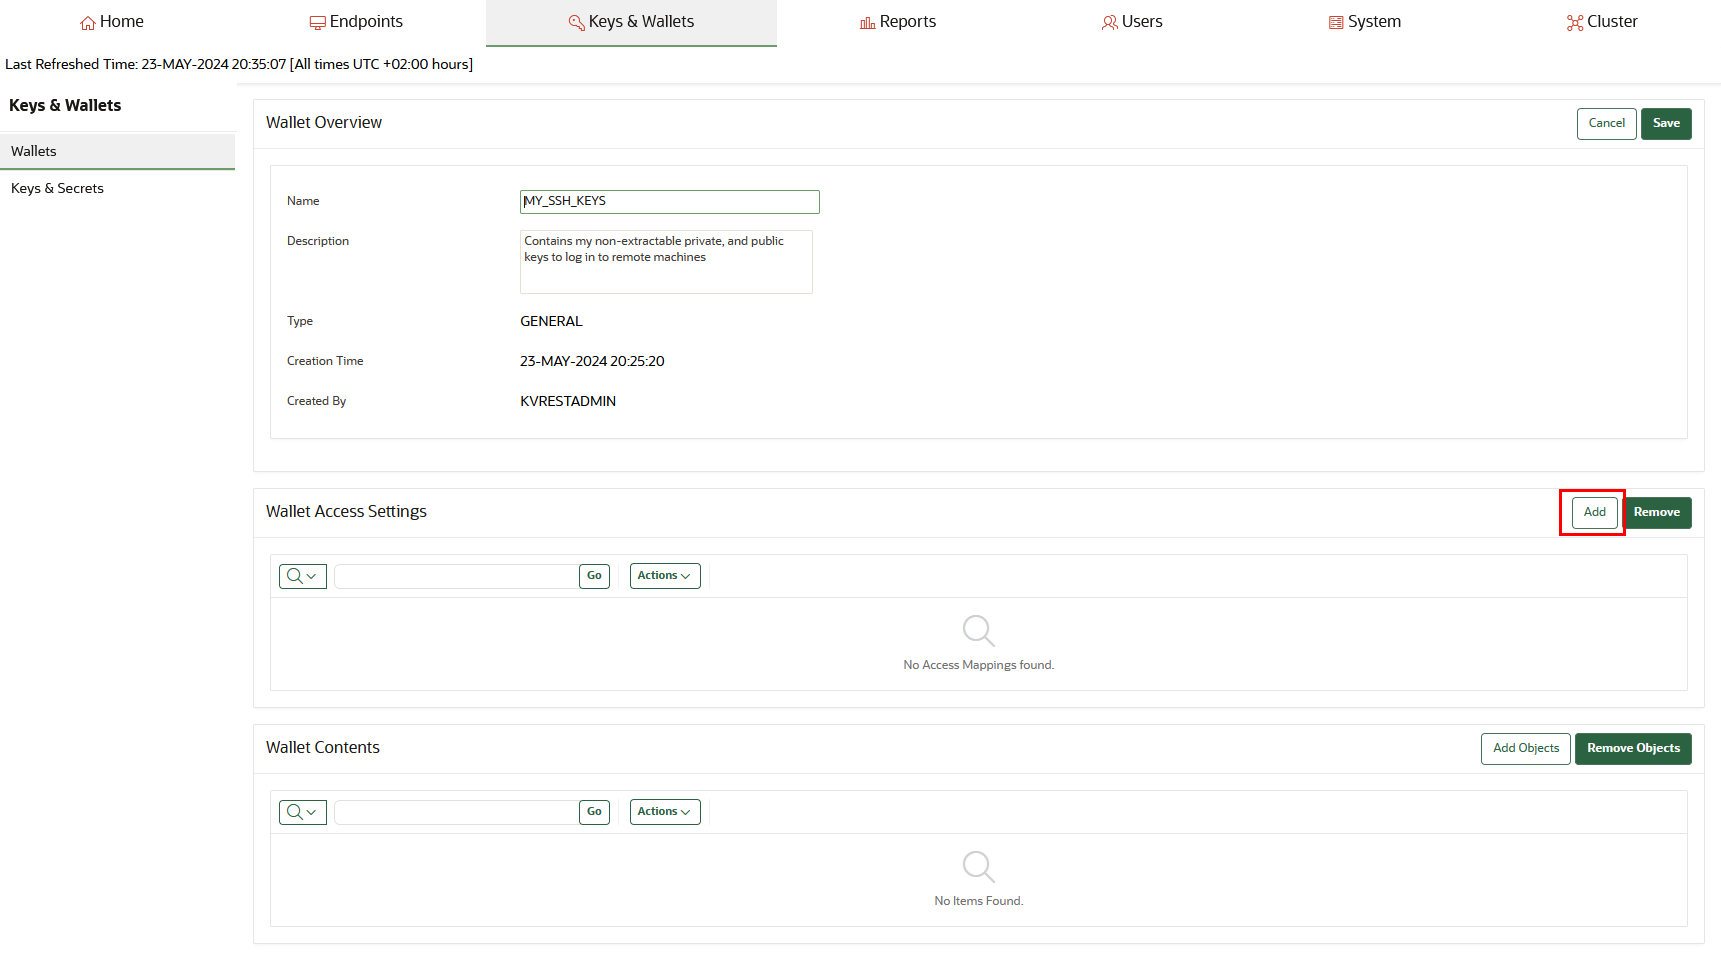 Home
Endpoints
Keys & Wallets
Reports
Users
System
Cluster
Last Refreshed Time: 23-MAY-2024 20:35:07 [All times UTC +02:00 hours]
Keys & Wallets
Wallets
Keys & Secrets
Wallet Overview
Cancel
Save
Name
MY_SSH_KEYS
Description
Contains my non-extractable private, and public
keys to log in to remote machines
Type
GENERAL
Creation Time
23-MAY-2024 20:25:20
Created By
KVRESTADMIN
Wallet Access Settings
Add
Remove
Go
Actions
No Access Mappings found.
Wallet Contents
Add Objects
Remove Objects
Go
Actions
No Items Found.